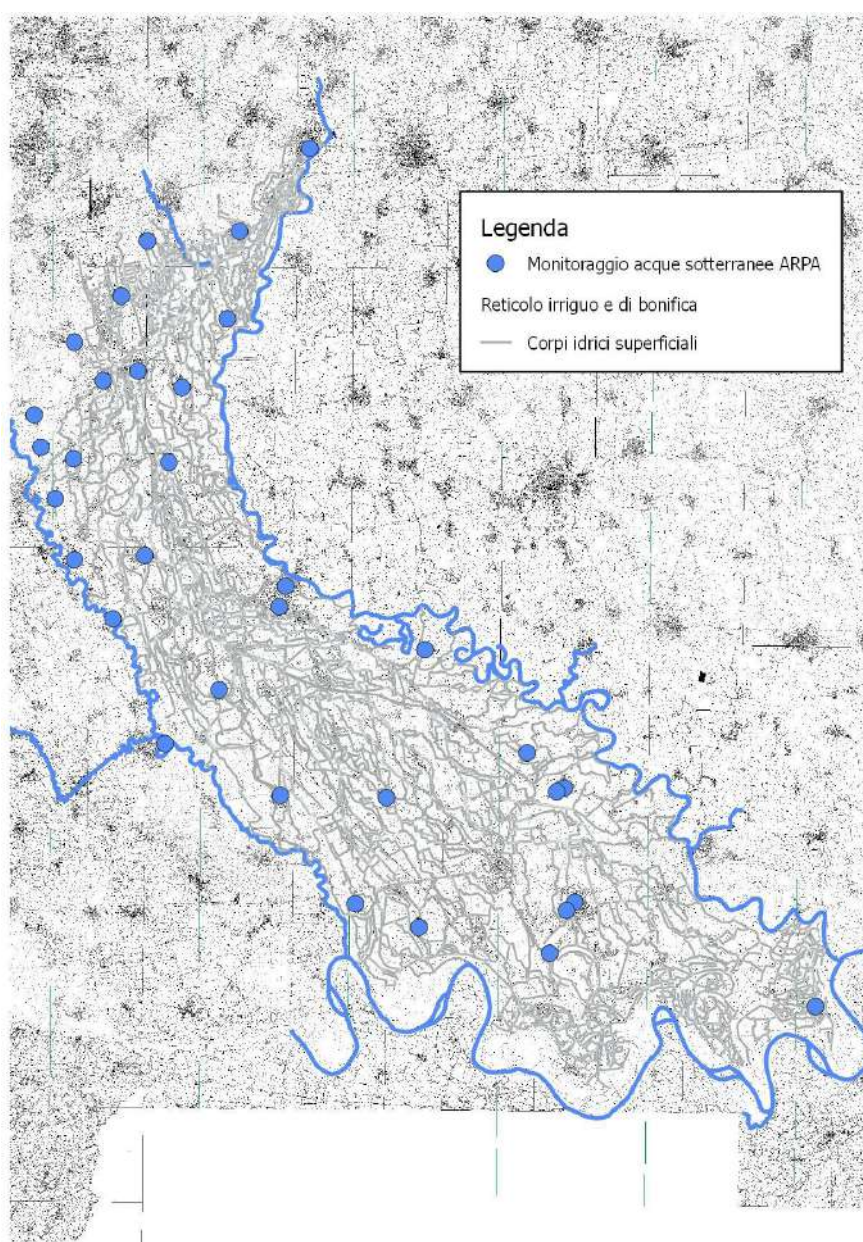 Legenda
Monitoraggio acque sotterranee ARPA
Reticolo irriguo e di bonifica
Corpi idrici superficiali